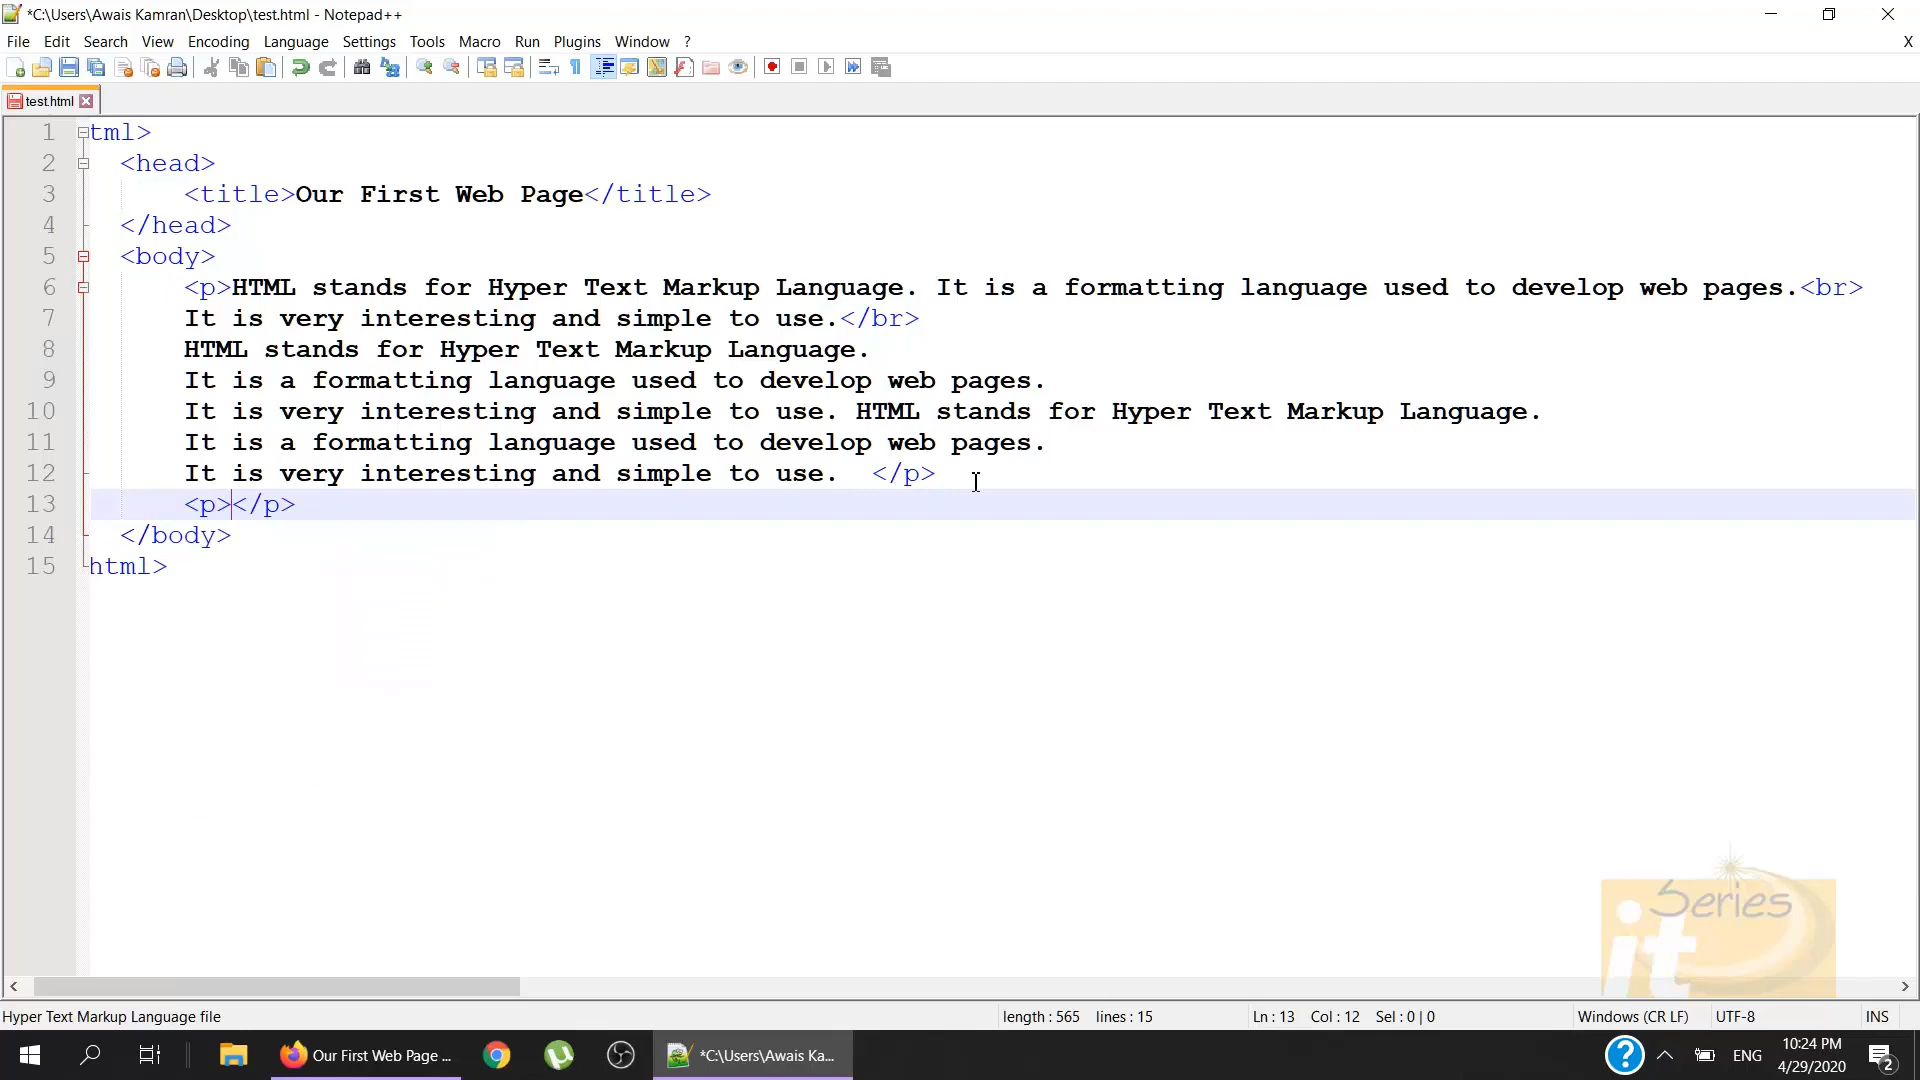 *C:\Users\Awais Kamran\Desktop\test.html - Notepad++
File Edit Search View Encoding Language Settings Tools Macro Run Plugins Window ? X
test.html
1 tml>
2 <head>
3 <title>Our First Web Page</title>
4 </head>
5 <body>
6 <p>HTML stands for Hyper Text Markup Language. It is a formatting language used to develop web pages.<br>
7 It is very interesting and simple to use.</br>
8 HTML stands for Hyper Text Markup Language.
9 It is a formatting language used to develop web pages.
10 It is very interesting and simple to use. HTML stands for Hyper Text Markup Language.
11 It is a formatting language used to develop web pages.
12 It is very interesting and simple to use.  </p>
13 <p></p>
14 </body>
15 html>
it Series
Hyper Text Markup Language file length : 565 lines : 15 Ln : 13 Col : 12 Sel : 0 | 0 Windows (CR LF) UTF-8 INS
Our First Web Page ... *C:\Users\Awais Ka... ? ENG 10:24 PM 2
4/29/2020